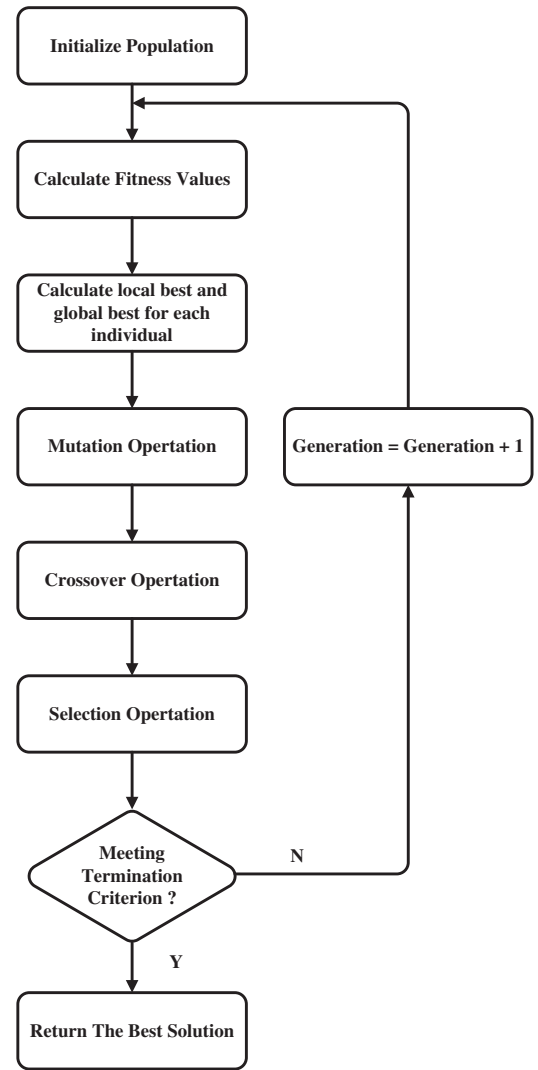 Initialize Population
Calculate Fitness Values
Calculate local best and
global best for each
individual
Mutation Opertation
Generation = Generation + 1
Crossover Opertation
Selection Opertation
Meeting
Termination
Criterion ?
N
Y
Return The Best Solution